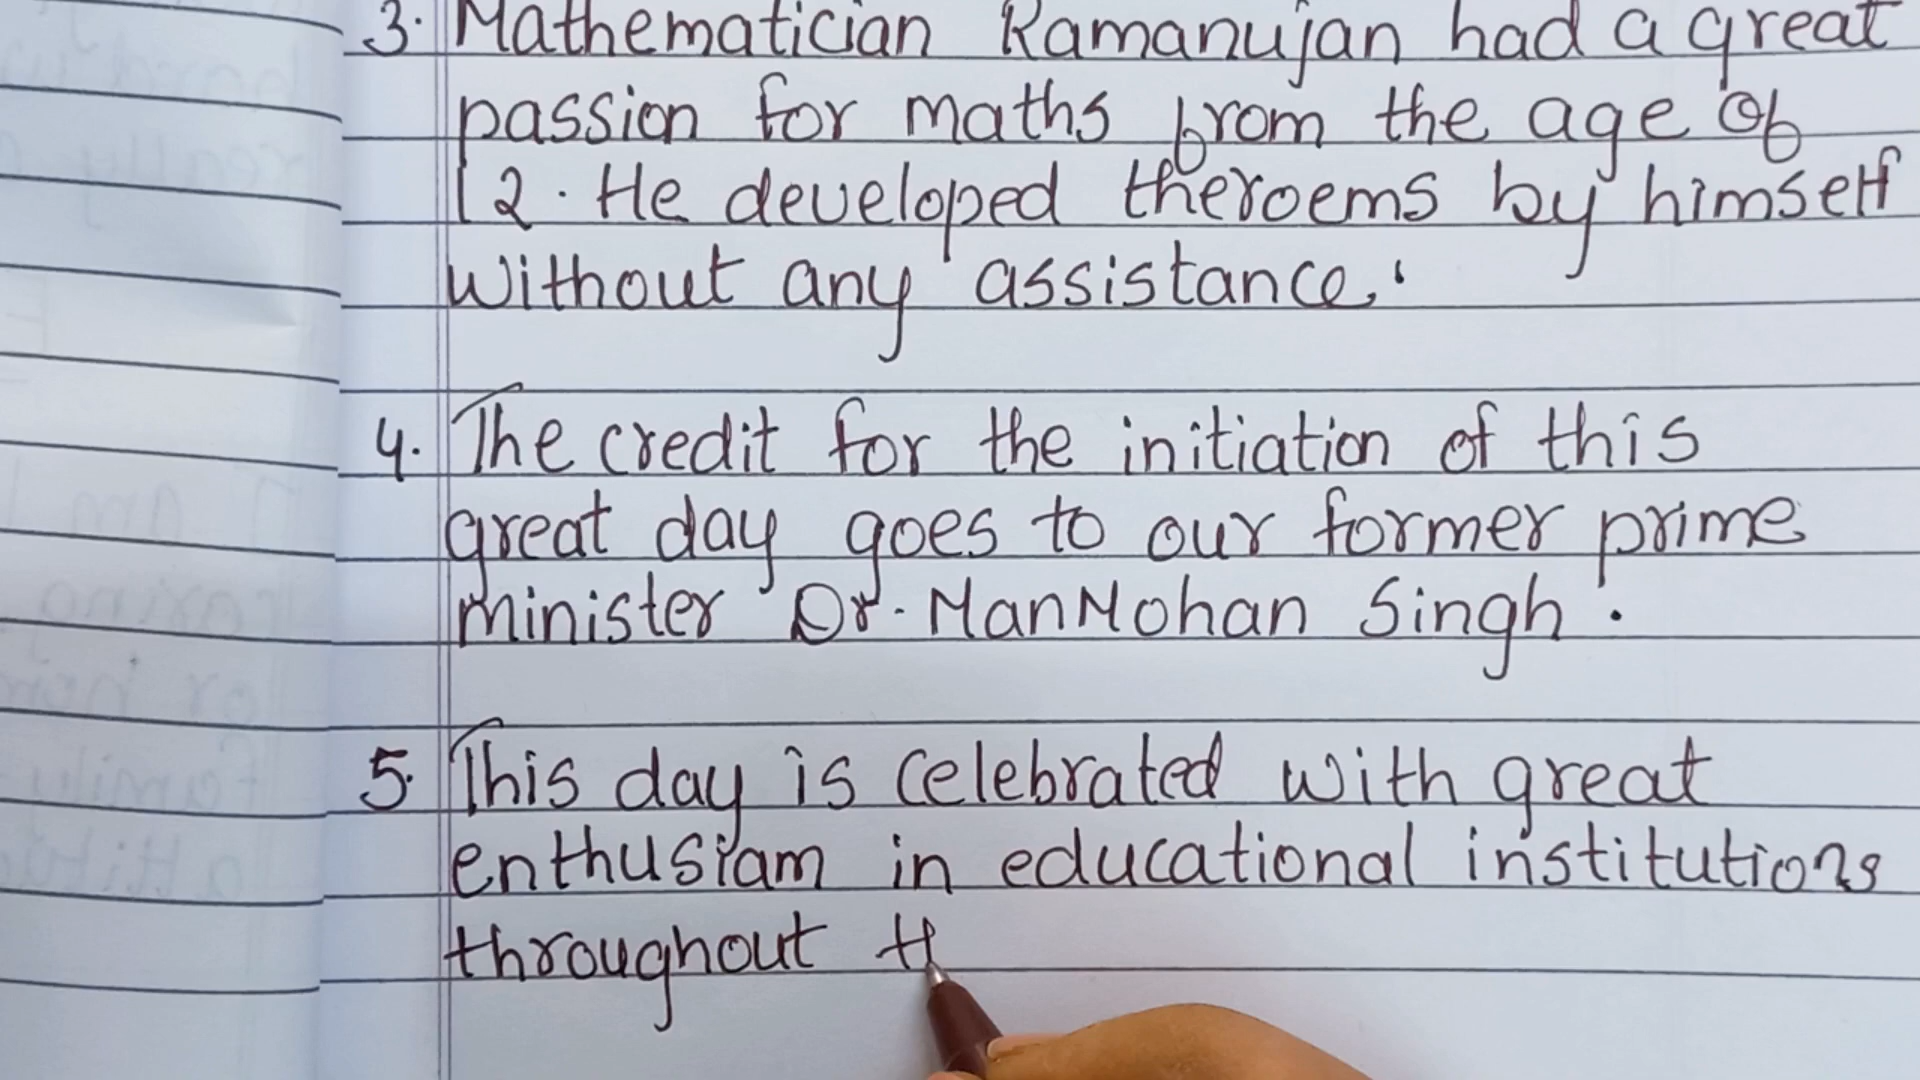 3. Mathematician Ramanujan had a great
passion for maths from the age of
12. He developed theroems by himself
without any assistance.
4. The credit for the initiation of this
great day goes to our former prime
minister Dr. ManMohan Singh.
5. This day is celebrated with great
enthusiam in educational institutions
throughout th